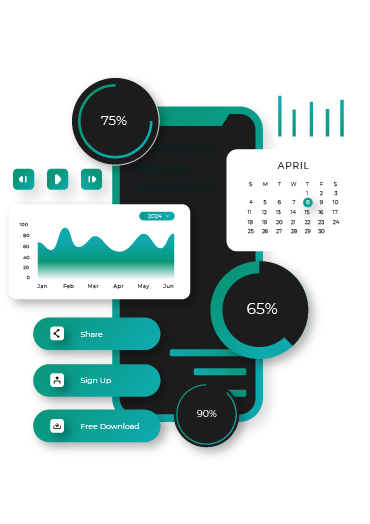 75%
APRIL
S M T W T F S
1 2 3
4 5 6 7 8 9 10
11 12 13 14 15 16 17
18 19 20 21 22 23 24
25 26 27 28 29 30
2024
100
80
60
40
20
0
Jan Feb Mar Apr May Jun
65%
Share
Sign Up
Free Download
90%